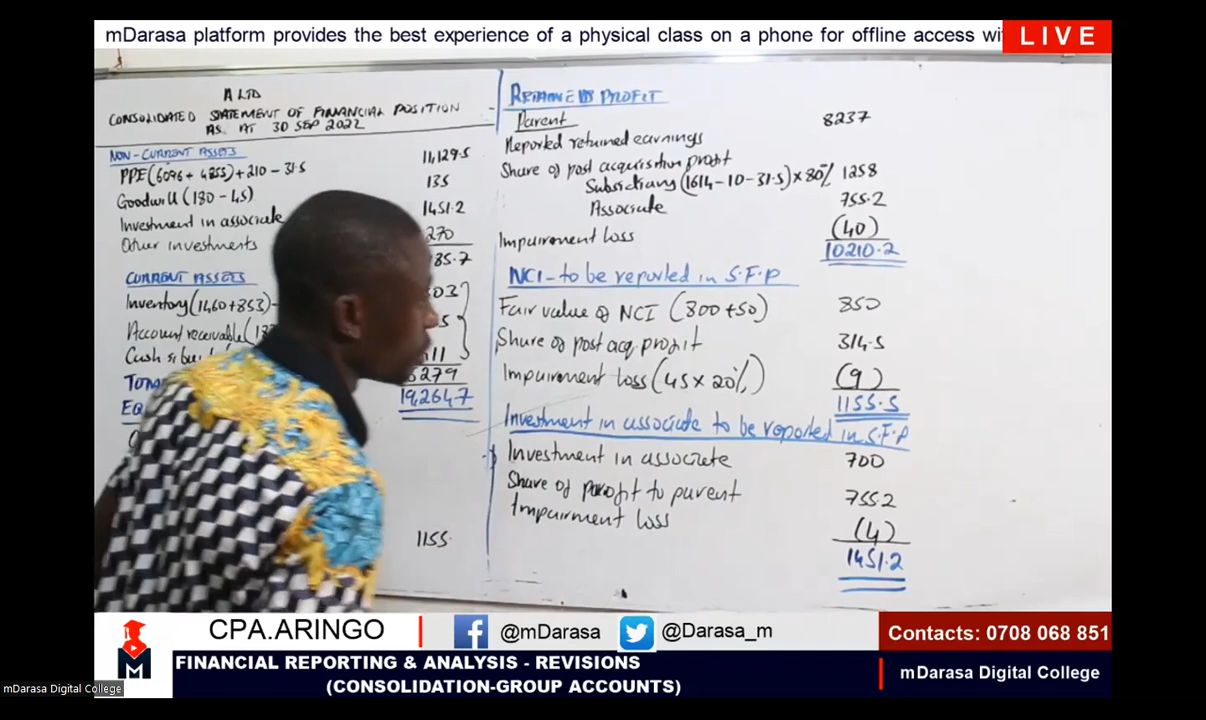 mDarasa platform provides the best experience of a physical class on a phone for offline access wi
LIVE
A LTD
CONSOLIDATED STATEMENT OF FINANCIAL POSITION
AS AT 30 SEP 2022
NON-CURRENT ASSETS
PPE (6096 + 4855) + 210 - 31.5 11,129.5
Goodwill (180 - 45) 135
Investment in associate 1451.2
Other investments 270
85.7
CURRENT ASSETS
Inventory (1460 + 853)
Account receivable
Cash
279
19,264.7
1155.
RETAINED PROFIT
Parent
Reported retained earnings 8237
Share of post acquisition profit
Subsidiary (1614 - 10 - 31.5) x 80% 1258
Associate 755.2
Impairment loss (40)
10210.2
NCI - to be reported in S.F.P
Fair value of NCI (800 + 50) 850
Share of post acq. profit 314.5
Impairment loss (45 x 20%) (9)
1155.5
Investment in associate to be reported in S.F.P
Investment in associate 700
Share of profit to parent 755.2
Impairment loss (4)
1451.2
CPA.ARINGO
@mDarasa
@Darasa_m
Contacts: 0708 068 851
FINANCIAL REPORTING & ANALYSIS - REVISIONS
(CONSOLIDATION-GROUP ACCOUNTS)
mDarasa Digital College
mDarasa Digital College